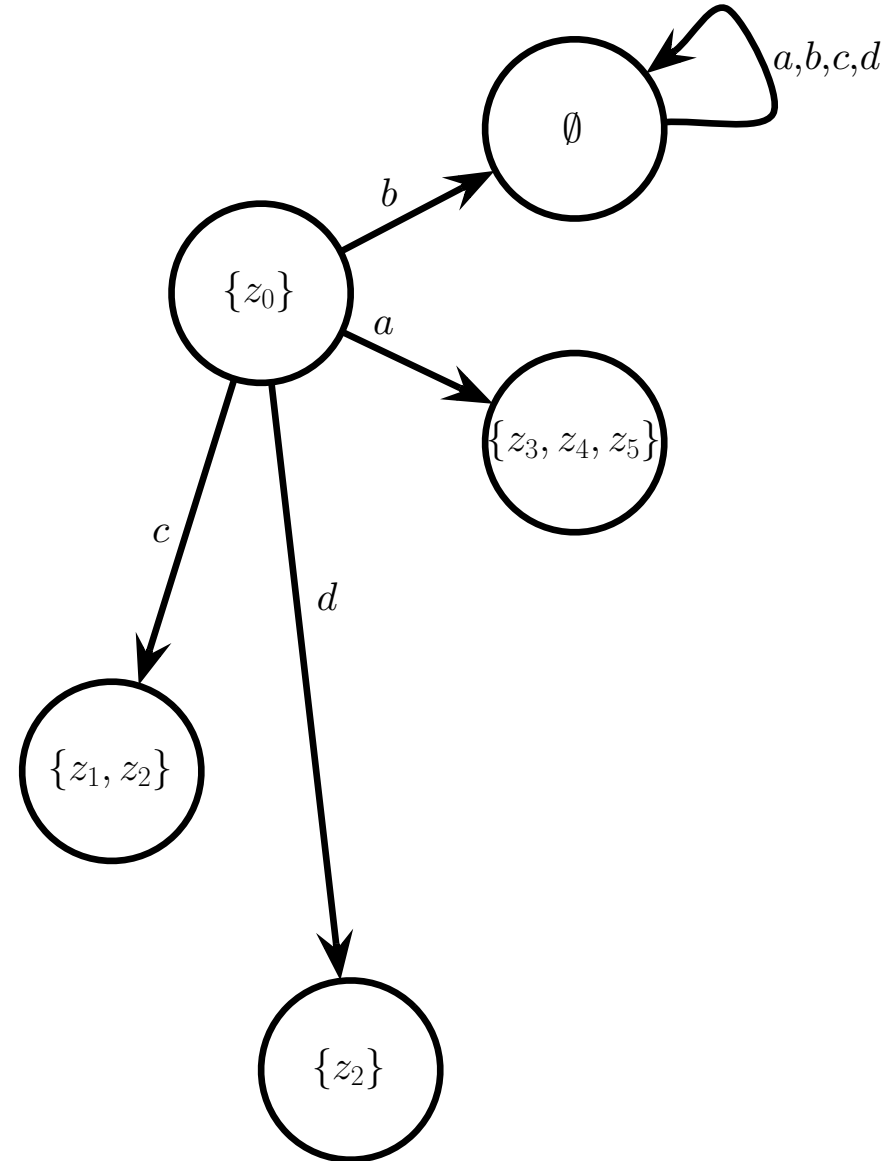 a,b,c,d
∅
b
{z₀}
a
{z₃, z₄, z₅}
c
d
{z₁, z₂}
{z₂}